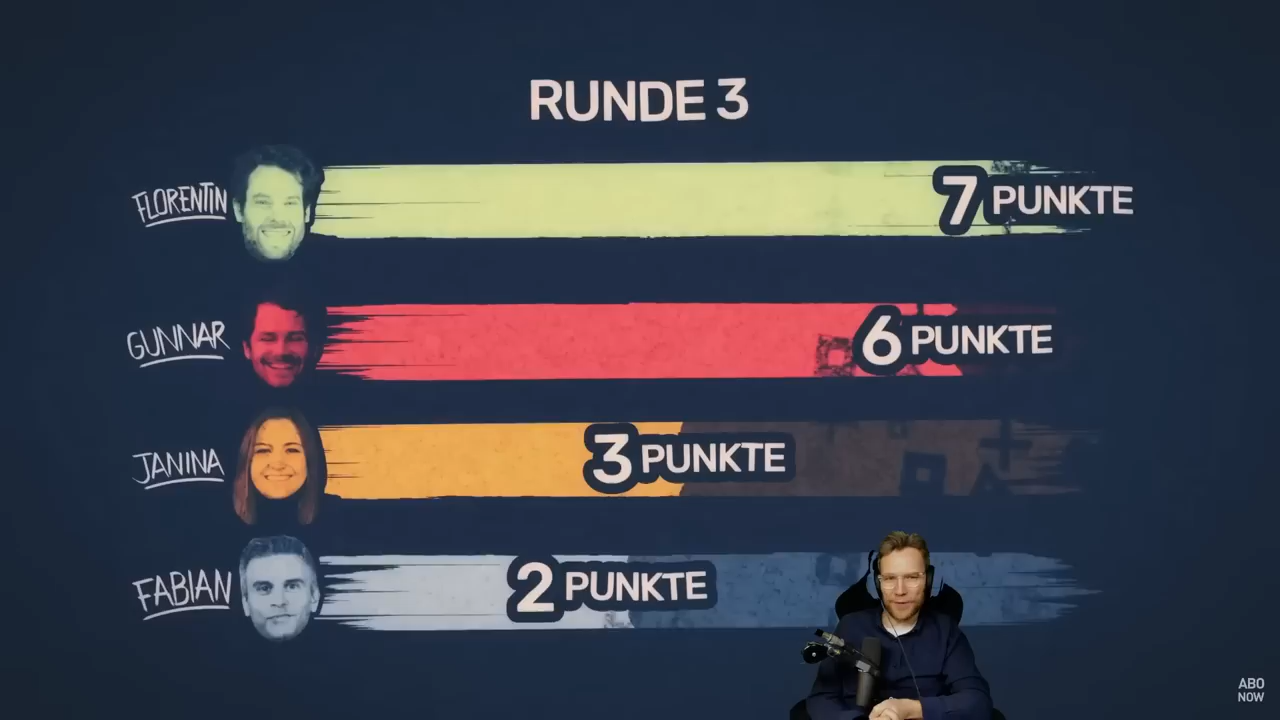 RUNDE 3
FLORENTIN
7 PUNKTE
GUNNAR
6 PUNKTE
JANINA
3 PUNKTE
FABIAN
2 PUNKTE
ABO
NOW